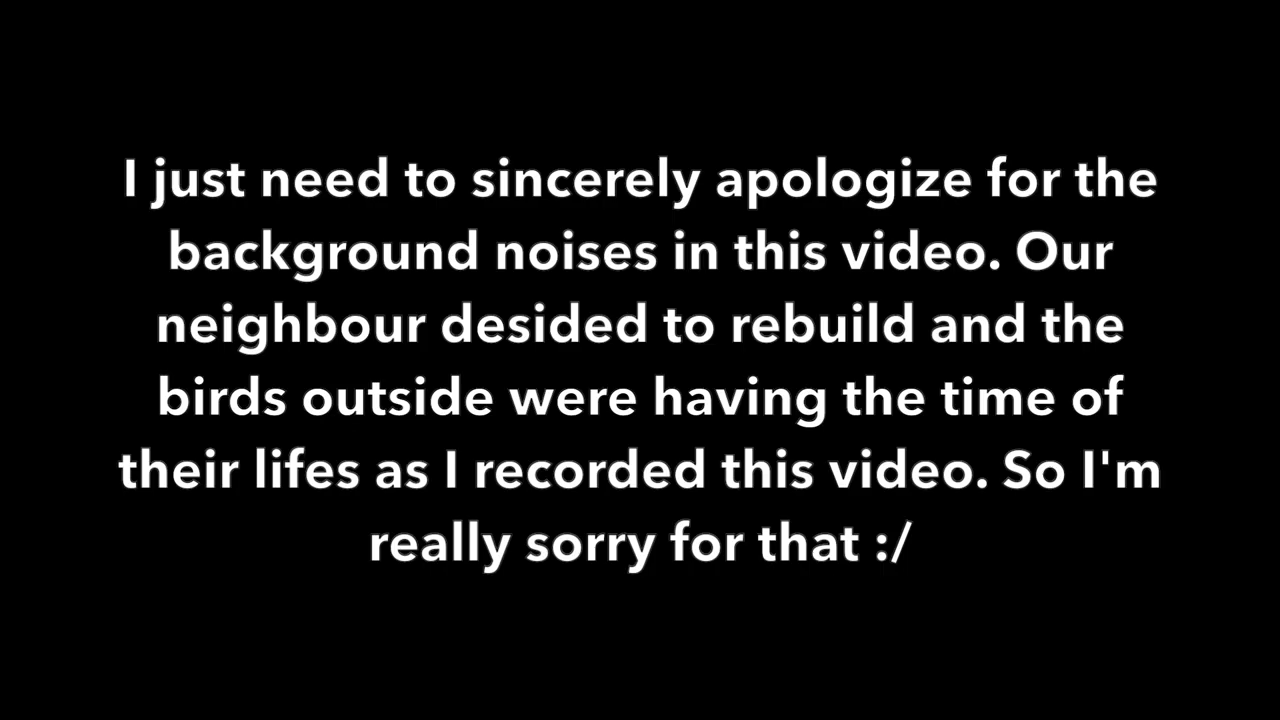 I just need to sincerely apologize for the
background noises in this video. Our
neighbour desided to rebuild and the
birds outside were having the time of
their lifes as I recorded this video. So I'm
really sorry for that :/